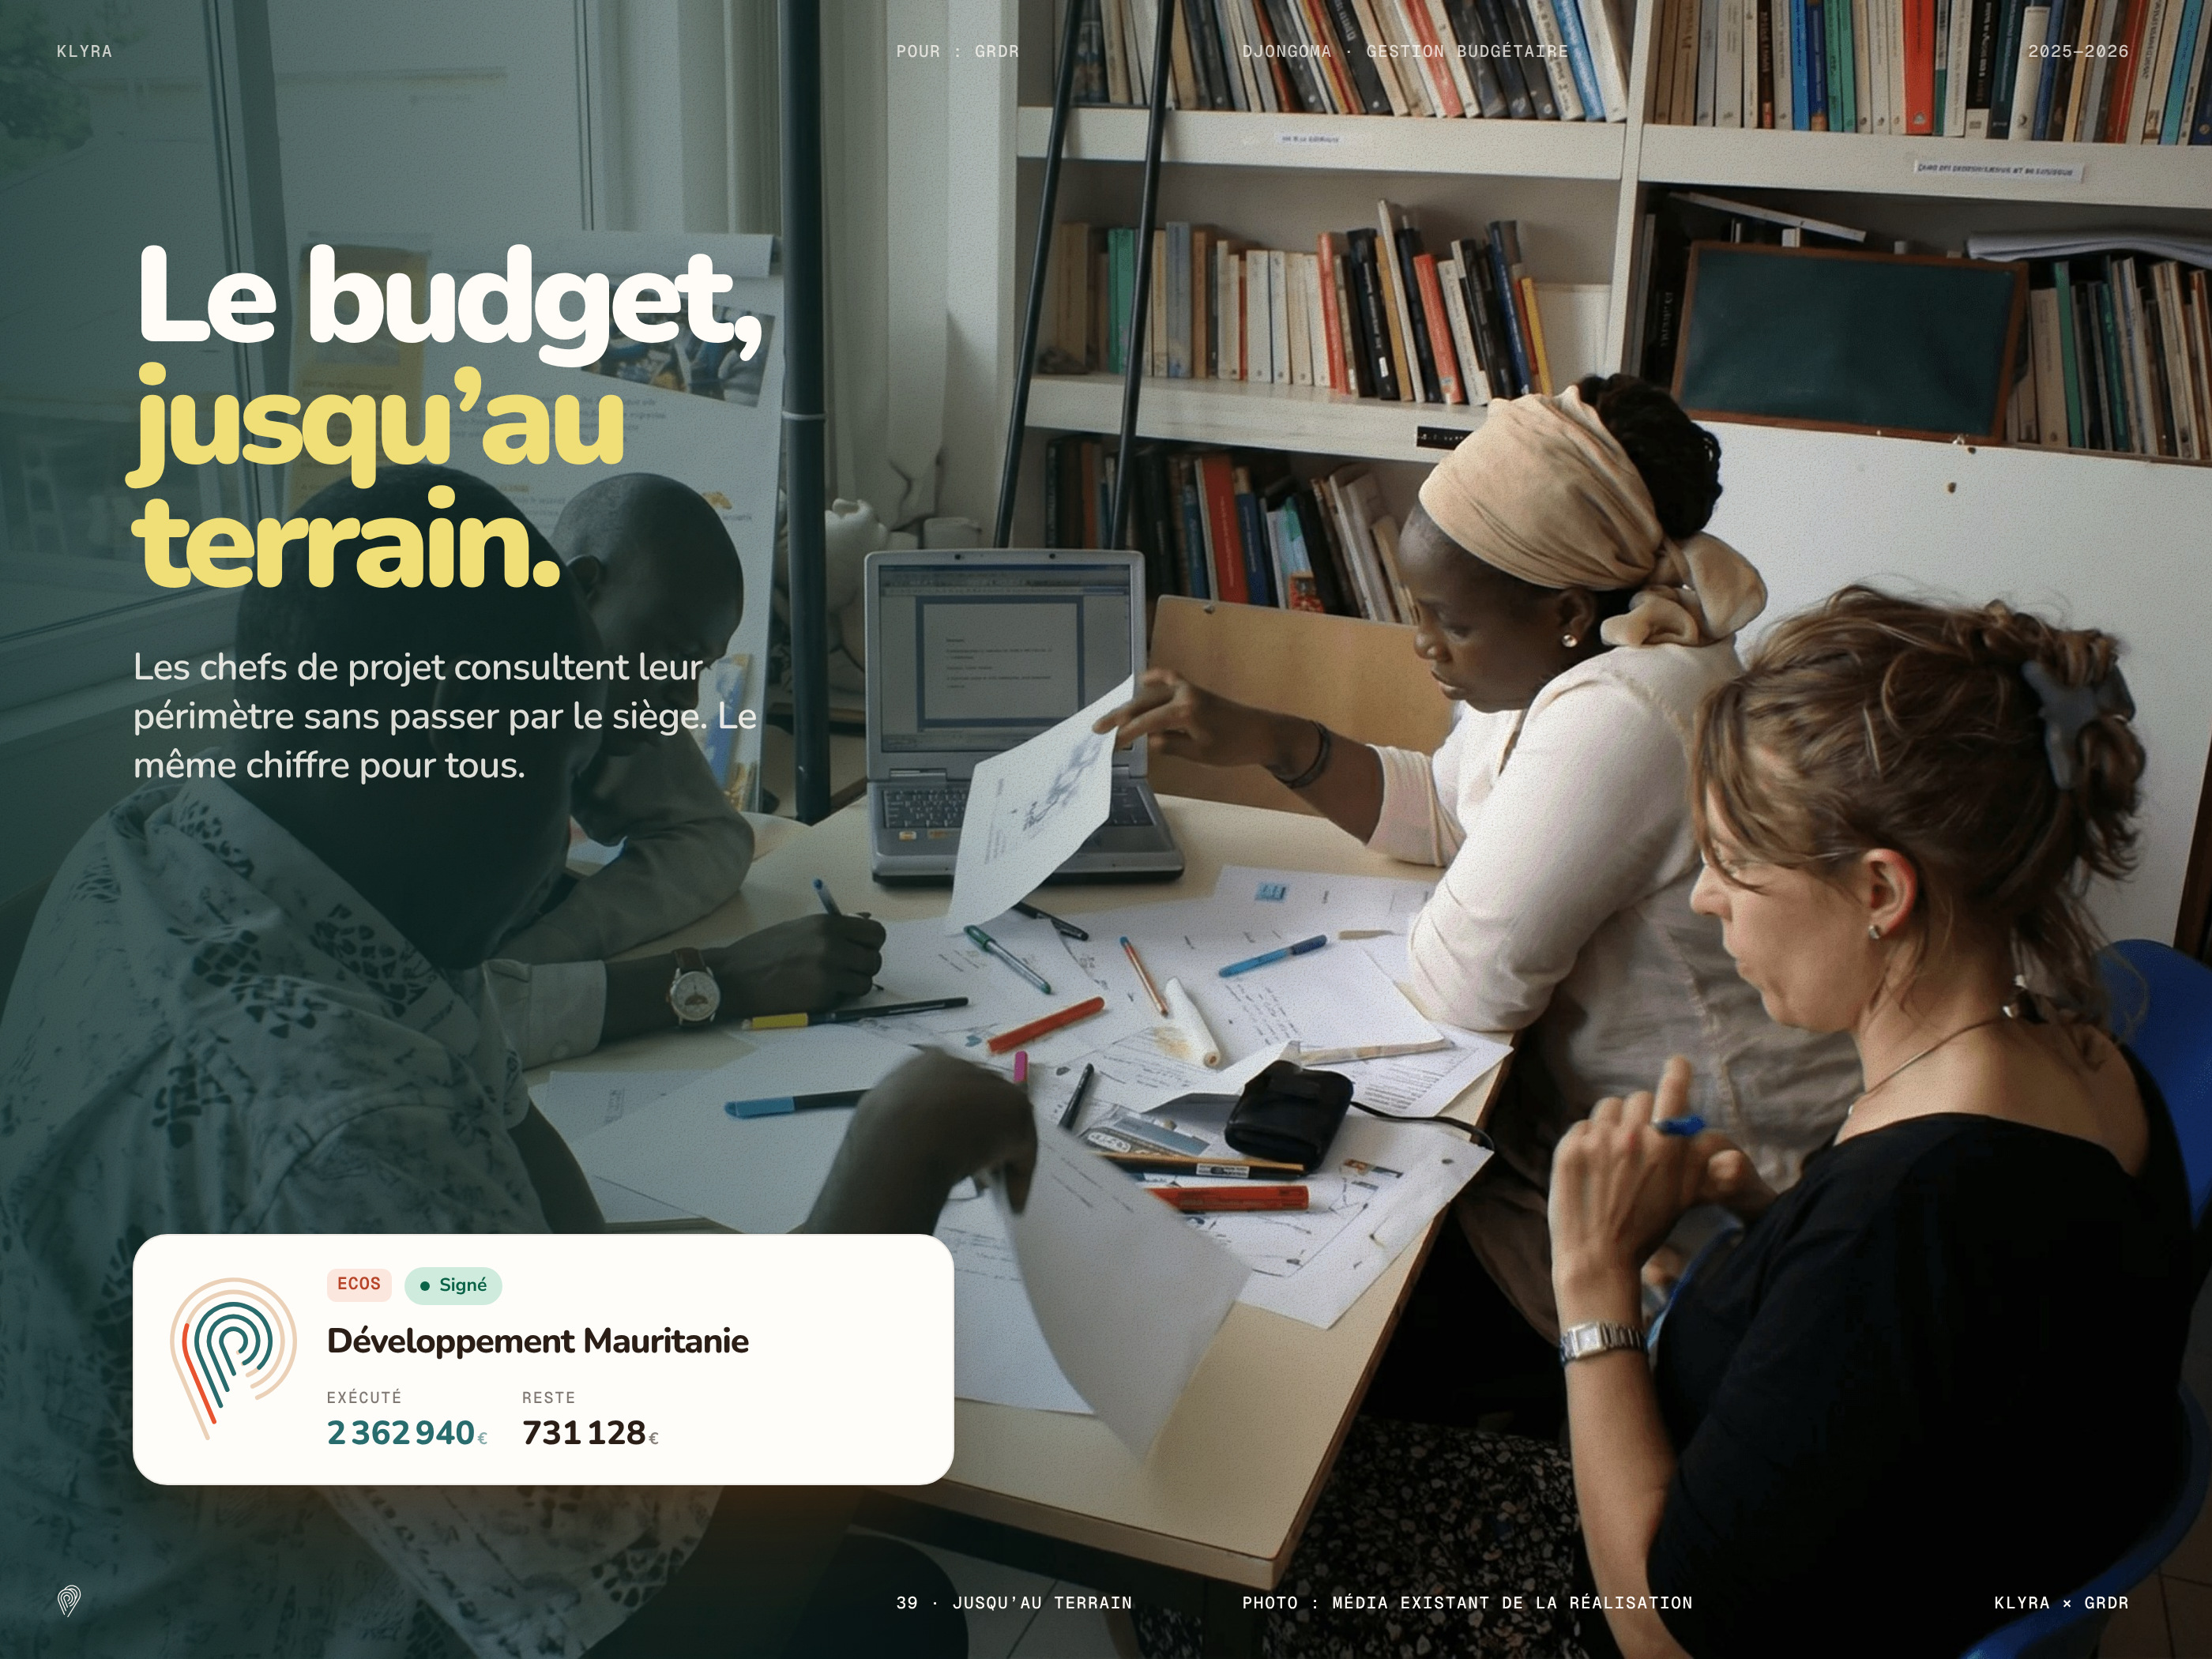 KLYRA
POUR : GRDR
DJONGOMA · GESTION BUDGÉTAIRE
2025–2026
Le budget,
jusqu’au
terrain.
Les chefs de projet consultent leur
périmètre sans passer par le siège. Le
même chiffre pour tous.
ECOS
Signé
Développement Mauritanie
EXÉCUTÉ
RESTE
2 362 940 €
731 128 €
39 · JUSQU’AU TERRAIN
PHOTO : MÉDIA EXISTANT DE LA RÉALISATION
KLYRA × GRDR